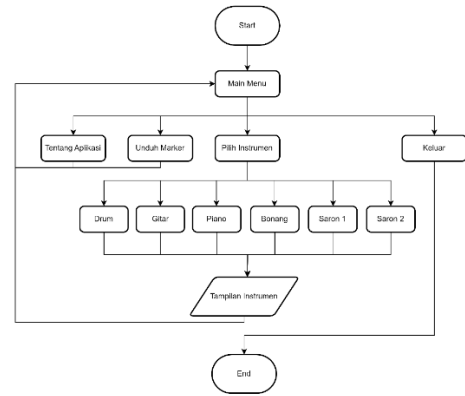 Start
Main Menu
Tentang Aplikasi
Unduh Marker
Pilih Instrumen
Keluar
Drum
Gitar
Piano
Bonang
Saron 1
Saron 2
Tampilan Instrumen
End